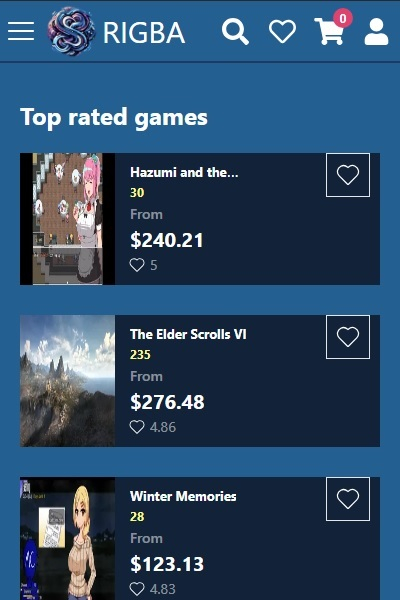 RIGBA
0
Top rated games
Hazumi and the...
30
From
$240.21
5
The Elder Scrolls VI
235
From
$276.48
4.86
Winter Memories
28
From
$123.13
4.83